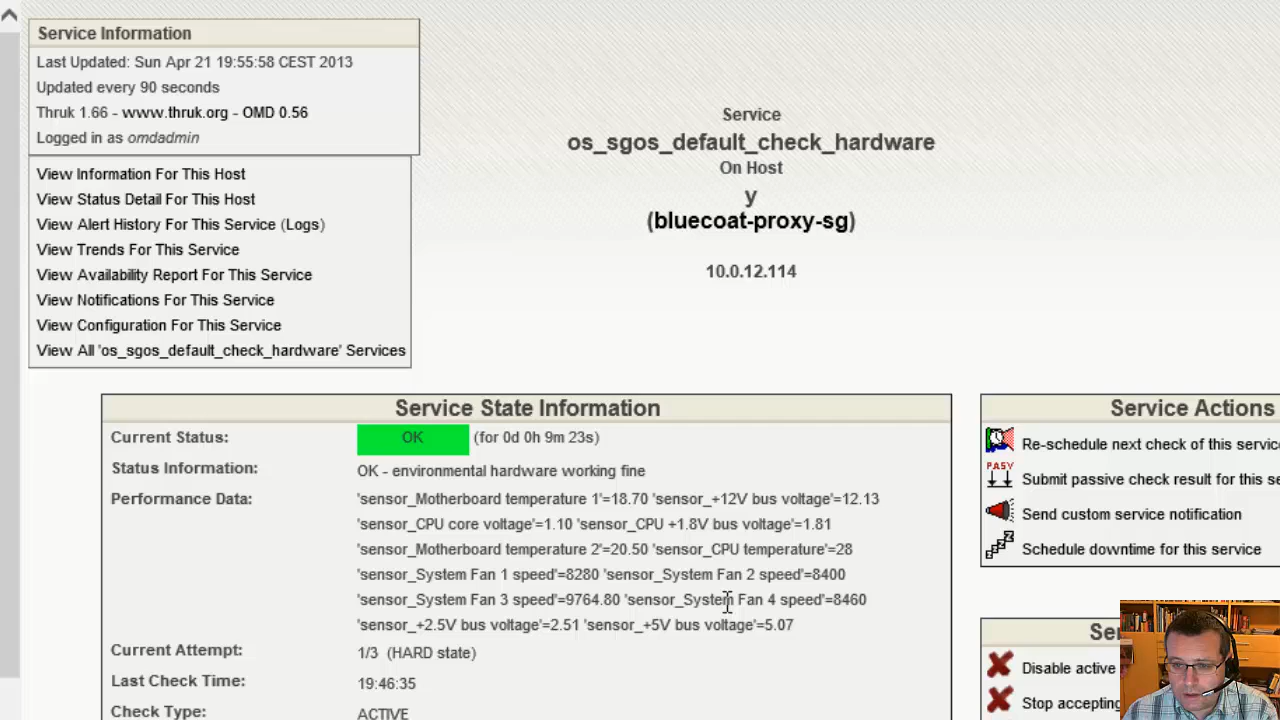 Service Information
Last Updated: Sun Apr 21 19:55:58 CEST 2013
Updated every 90 seconds
Thruk 1.66 - www.thruk.org - OMD 0.56
Logged in as omdadmin
View Information For This Host
View Status Detail For This Host
View Alert History For This Service (Logs)
View Trends For This Service
View Availability Report For This Service
View Notifications For This Service
View Configuration For This Service
View All 'os_sgos_default_check_hardware' Services
Service
os_sgos_default_check_hardware
On Host
y
(bluecoat-proxy-sg)
10.0.12.114
Service State Information
Current Status: OK (for 0d 0h 9m 23s)
Status Information: OK - environmental hardware working fine
Performance Data: 'sensor_Motherboard temperature 1'=18.70 'sensor_+12V bus voltage'=12.13
'sensor_CPU core voltage'=1.10 'sensor_CPU +1.8V bus voltage'=1.81
'sensor_Motherboard temperature 2'=20.50 'sensor_CPU temperature'=28
'sensor_System Fan 1 speed'=8280 'sensor_System Fan 2 speed'=8400
'sensor_System Fan 3 speed'=9764.80 'sensor_System Fan 4 speed'=8460
'sensor_+2.5V bus voltage'=2.51 'sensor_+5V bus voltage'=5.07
Current Attempt: 1/3 (HARD state)
Last Check Time: 19:46:35
Check Type: ACTIVE
Service Actions
Re-schedule next check of this servic
PASV
Submit passive check result for this se
Send custom service notification
Schedule downtime for this service
Se
Disable active
Stop accepting